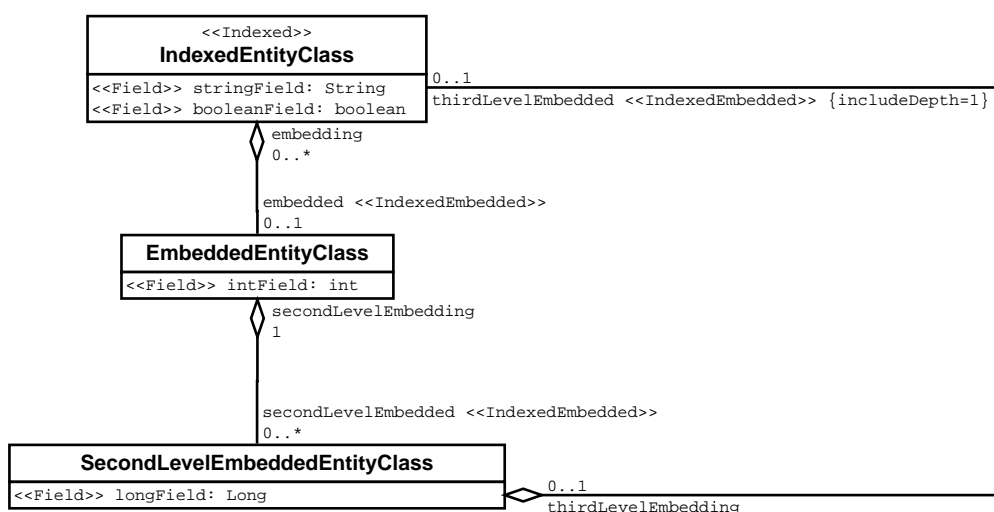 <<Indexed>>
IndexedEntityClass
<<Field>> stringField: String
<<Field>> booleanField: boolean
0..1
thirdLevelEmbedded <<IndexedEmbedded>> {includeDepth=1}
embedding
0..*
embedded <<IndexedEmbedded>>
0..1
EmbeddedEntityClass
<<Field>> intField: int
secondLevelEmbedding
1
secondLevelEmbedded <<IndexedEmbedded>>
0..*
SecondLevelEmbeddedEntityClass
<<Field>> longField: Long
0..1
thirdLevelEmbedding